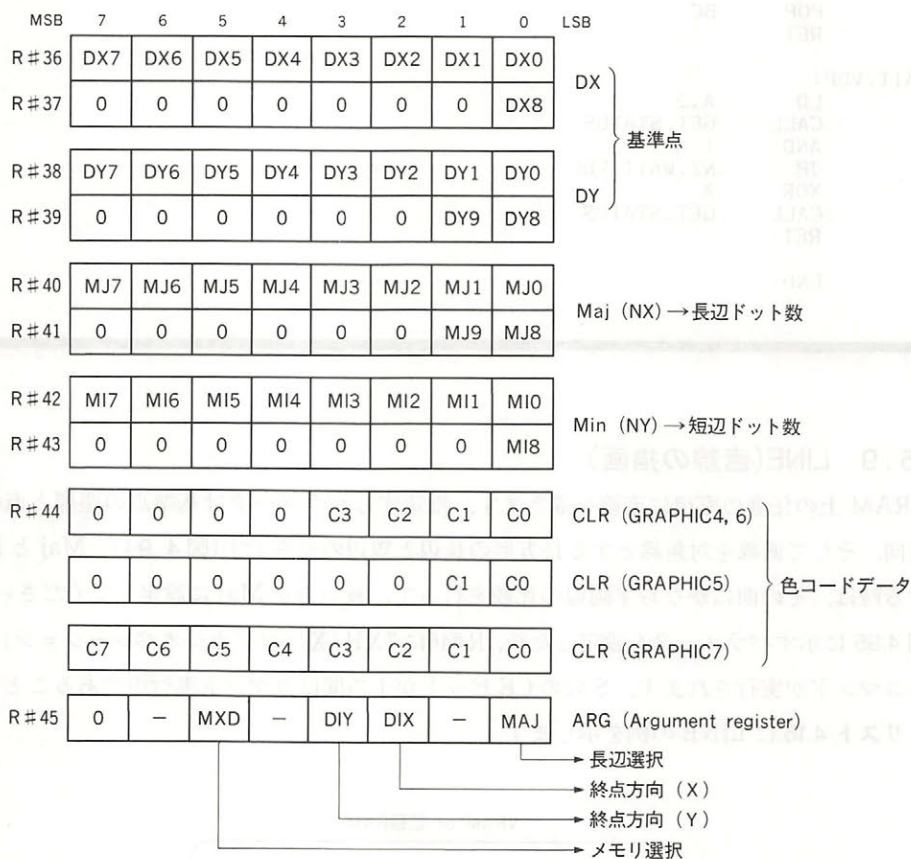 MSB 7 6 5 4 3 2 1 0 LSB
R♯36 DX7 DX6 DX5 DX4 DX3 DX2 DX1 DX0
DX
R♯37 0 0 0 0 0 0 0 DX8
基準点
R♯38 DY7 DY6 DY5 DY4 DY3 DY2 DY1 DY0
DY
R♯39 0 0 0 0 0 0 DY9 DY8
R♯40 MJ7 MJ6 MJ5 MJ4 MJ3 MJ2 MJ1 MJ0
Maj (NX)→長辺ドット数
R♯41 0 0 0 0 0 0 MJ9 MJ8
R♯42 MI7 MI6 MI5 MI4 MI3 MI2 MI1 MI0
Min (NY)→短辺ドット数
R♯43 0 0 0 0 0 0 0 MI8
R♯44 0 0 0 0 C3 C2 C1 C0 CLR (GRAPHIC4, 6)
0 0 0 0 0 0 C1 C0 CLR (GRAPHIC5)
色コードデータ
C7 C6 C5 C4 C3 C2 C1 C0 CLR (GRAPHIC7)
R♯45 0 − MXD − DIY DIX − MAJ ARG (Argument register)
長辺選択
終点方向 (X)
終点方向 (Y)
メモリ選択